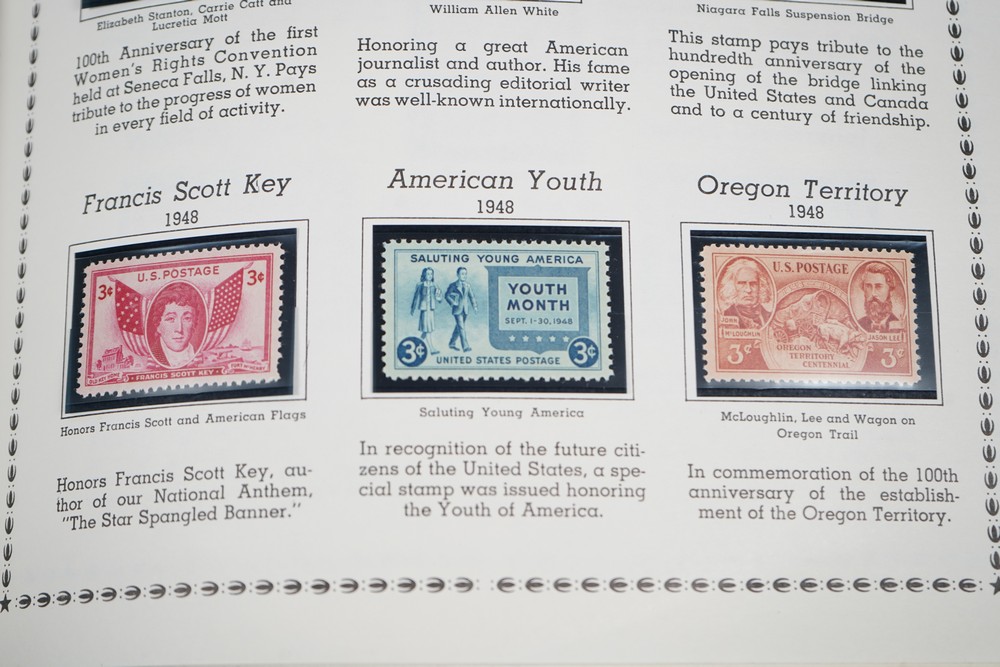 Elizabeth Stanton, Carrie Catt and
Lucretia Mott
100th Anniversary of the first
Women's Rights Convention
held at Seneca Falls, N. Y. Pays
tribute to the progress of women
in every field of activity.
William Allen White
Honoring a great American
journalist and author. His fame
as a crusading editorial writer
was well-known internationally.
Niagara Falls Suspension Bridge
This stamp pays tribute to the
hundredth anniversary of the
opening of the bridge linking
the United States and Canada
and to a century of friendship.
Francis Scott Key
1948
U.S. POSTAGE
3¢ 3¢
FORT McHENRY
FRANCIS SCOTT KEY
Honors Francis Scott and American Flags
Honors Francis Scott Key, au-
thor of our National Anthem,
"The Star Spangled Banner."
American Youth
1948
SALUTING YOUNG AMERICA
YOUTH
MONTH
SEPT. 1-30, 1948
3¢ 3¢
UNITED STATES POSTAGE
Saluting Young America
In recognition of the future citi-
zens of the United States, a spe-
cial stamp was issued honoring
the Youth of America.
Oregon Territory
1948
U.S. POSTAGE
JOHN
McLOUGHLIN
JASON LEE
3¢ 3¢
OREGON
TERRITORY
CENTENNIAL
McLoughlin, Lee and Wagon on
Oregon Trail
In commemoration of the 100th
anniversary of the establish-
ment of the Oregon Territory.